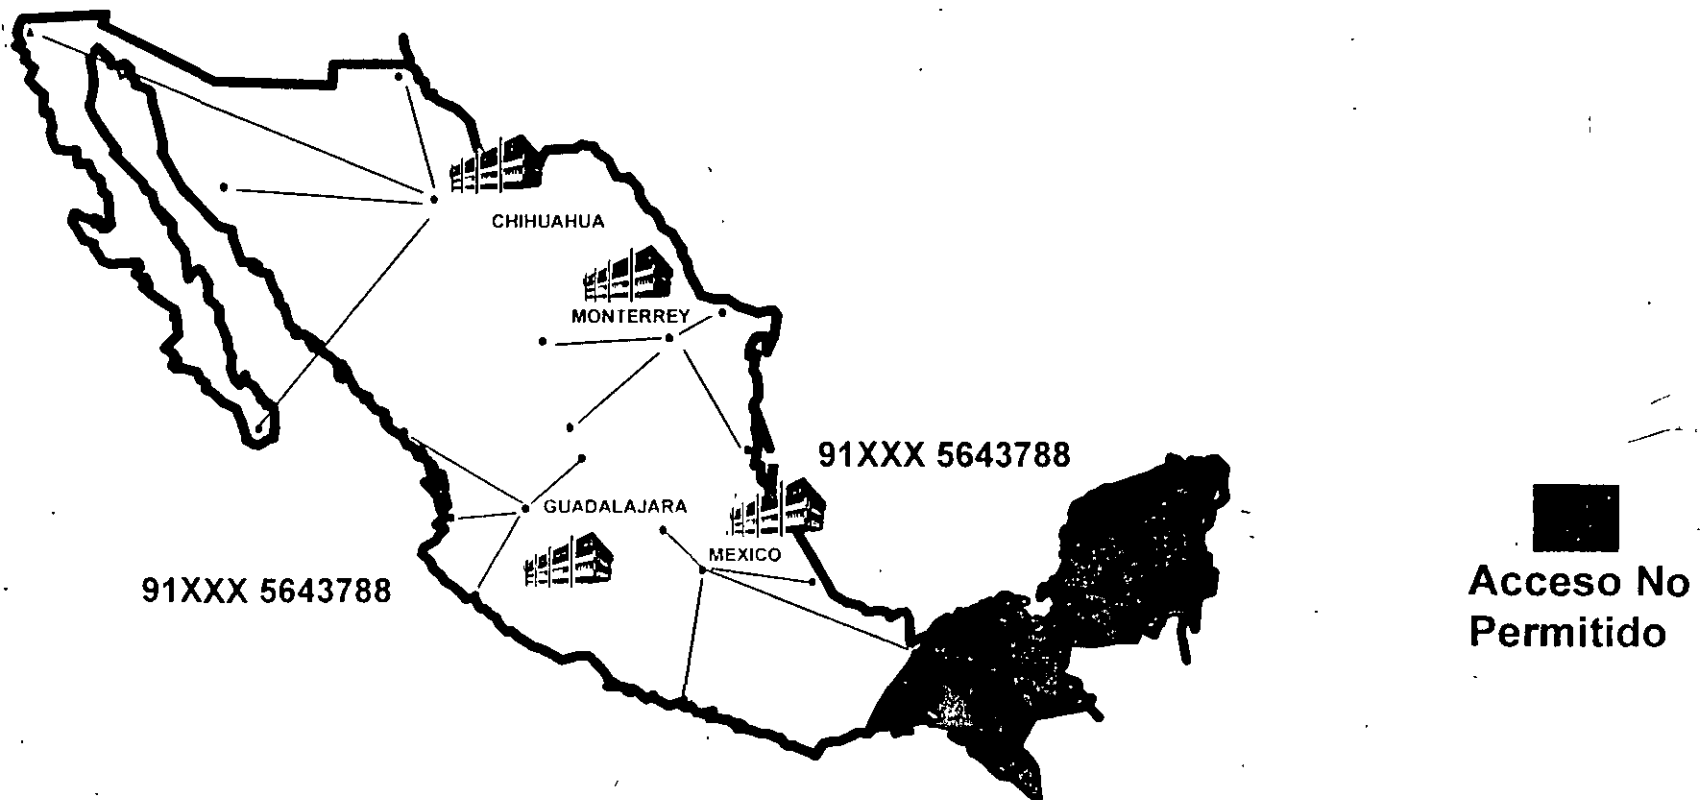 CHIHUAHUA
MONTERREY
91XXX 5643788
GUADALAJARA
MEXICO
91XXX 5643788
Acceso No
Permitido